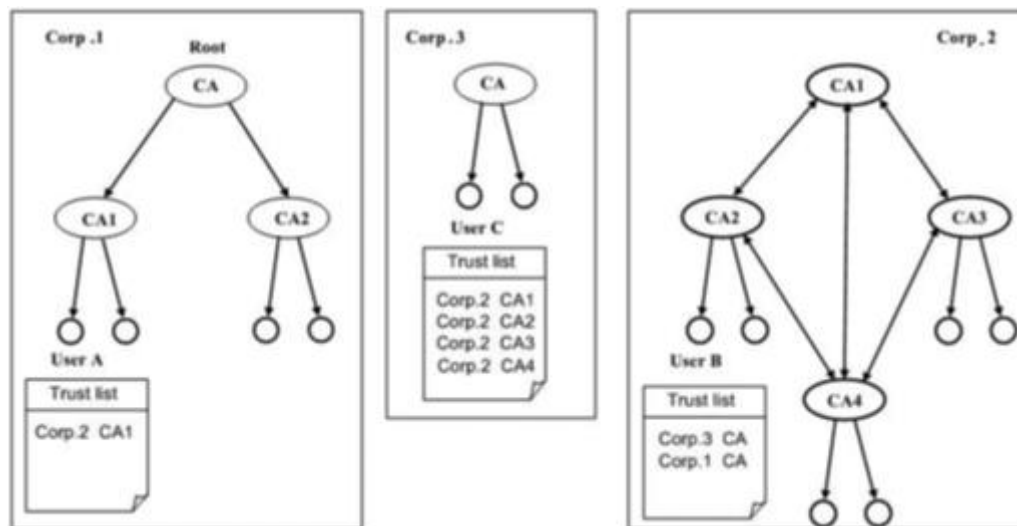 Corp .1
Root
CA
CA1
CA2
User A
Trust list
Corp.2 CA1
Corp. 3
CA
User C
Trust list
Corp.2 CA1
Corp.2 CA2
Corp.2 CA3
Corp.2 CA4
Corp. 2
CA1
CA2
CA3
User B
CA4
Trust list
Corp.3 CA
Corp.1 CA